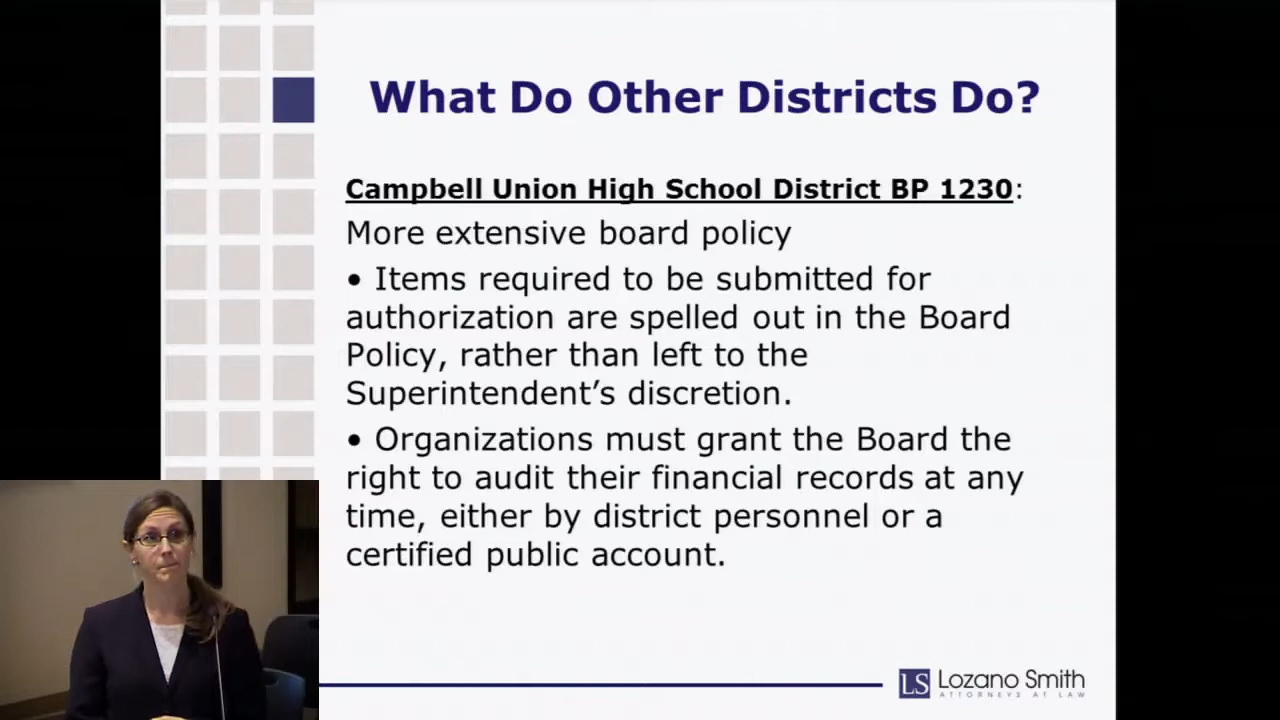 What Do Other Districts Do?
Campbell Union High School District BP 1230:
More extensive board policy
• Items required to be submitted for
authorization are spelled out in the Board
Policy, rather than left to the
Superintendent’s discretion.
• Organizations must grant the Board the
right to audit their financial records at any
time, either by district personnel or a
certified public account.
LS Lozano Smith
ATTORNEYS AT LAW